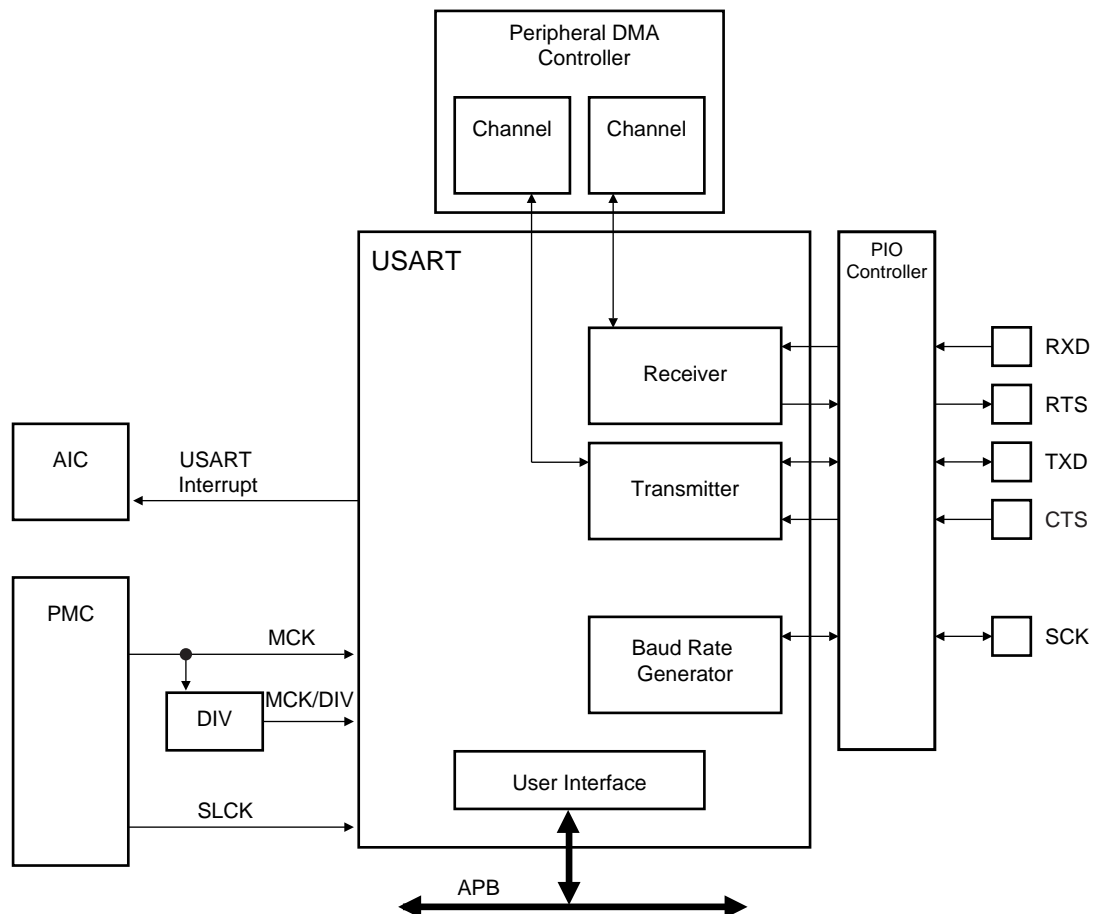 Peripheral DMA
Controller
Channel
Channel
USART
PIO
Controller
Receiver
RXD
RTS
AIC
USART
Interrupt
Transmitter
TXD
CTS
PMC
MCK
Baud Rate
Generator
SCK
DIV
MCK/DIV
User Interface
SLCK
APB